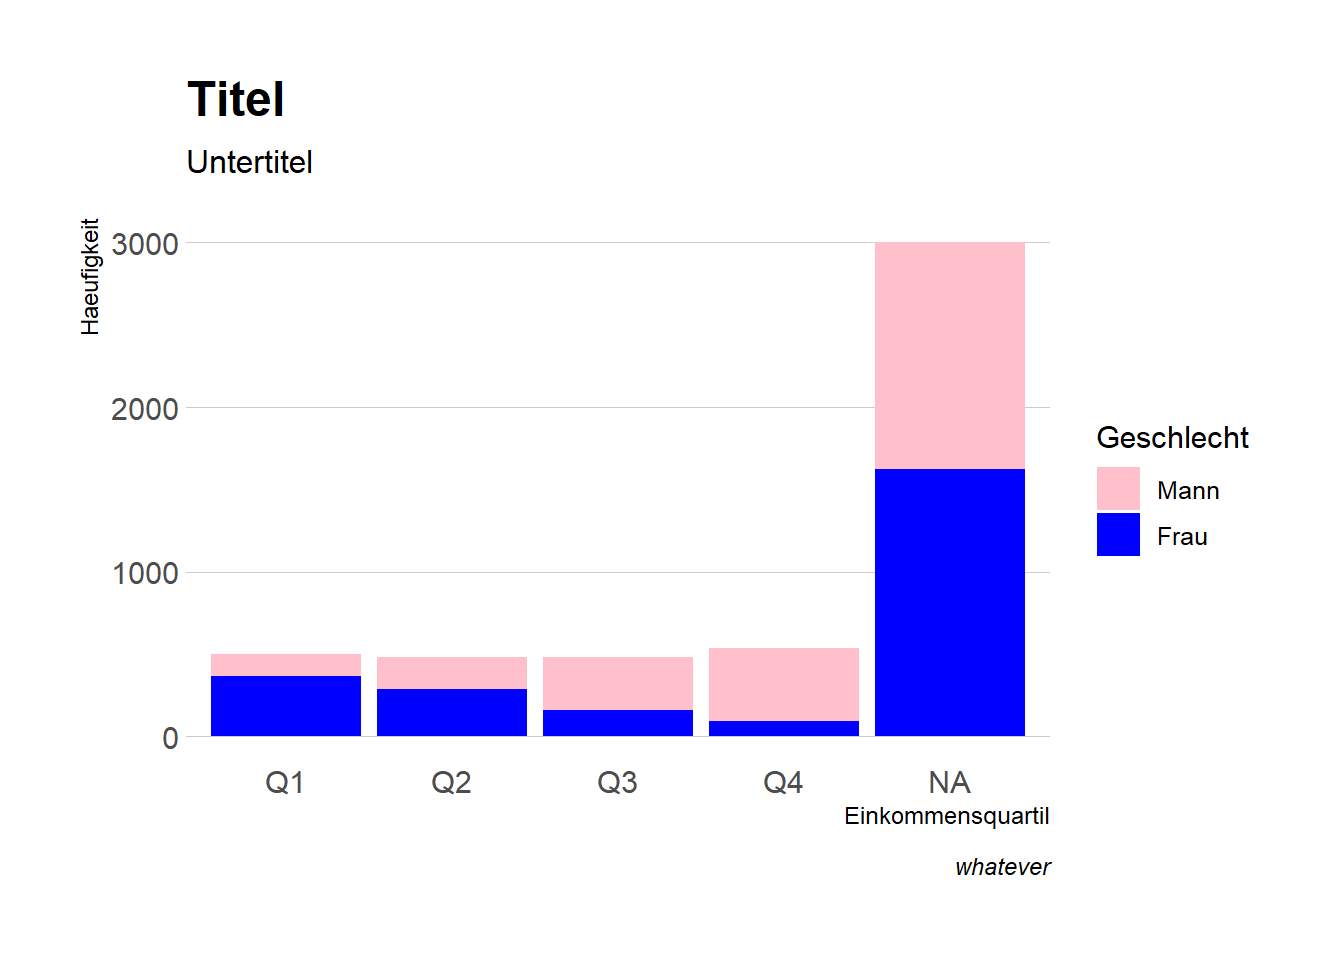 Titel
Untertitel
Haeufigkeit
3000
2000
1000
0
Q1 Q2 Q3 Q4 NA
Einkommensquartil
whatever
Geschlecht
Mann
Frau